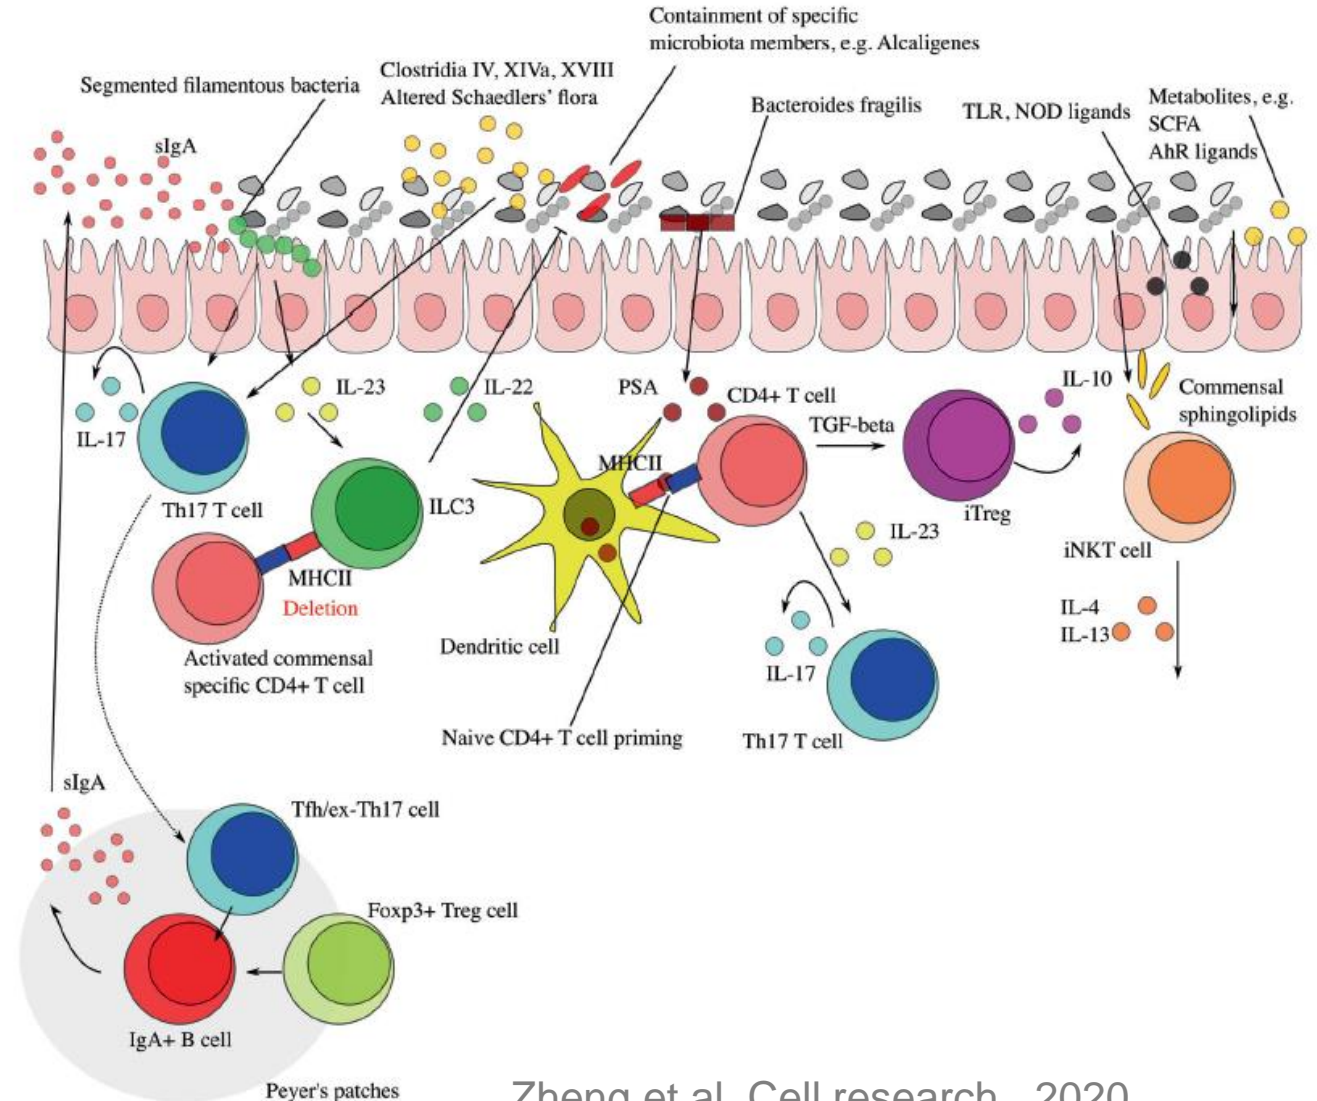 Containment of specific
microbiota members, e.g. Alcaligenes
Segmented filamentous bacteria
Clostridia IV, XIVa, XVIII
Altered Schaedlers' flora
Bacteroides fragilis
TLR, NOD ligands
Metabolites, e.g.
SCFA
AhR ligands
sIgA
IL-17
IL-23
IL-22
PSA
CD4+ T cell
TGF-beta
IL-10
Commensal
sphingolipids
MHCII
Th17 T cell
ILC3
iTreg
IL-23
iNKT cell
MHCII
Deletion
IL-4
IL-13
Activated commensal
specific CD4+ T cell
Dendritic cell
IL-17
Naive CD4+ T cell priming
Th17 T cell
sIgA
Tfh/ex-Th17 cell
Foxp3+ Treg cell
IgA+ B cell
Peyer's patches
Zheng et al. Cell research., 2020